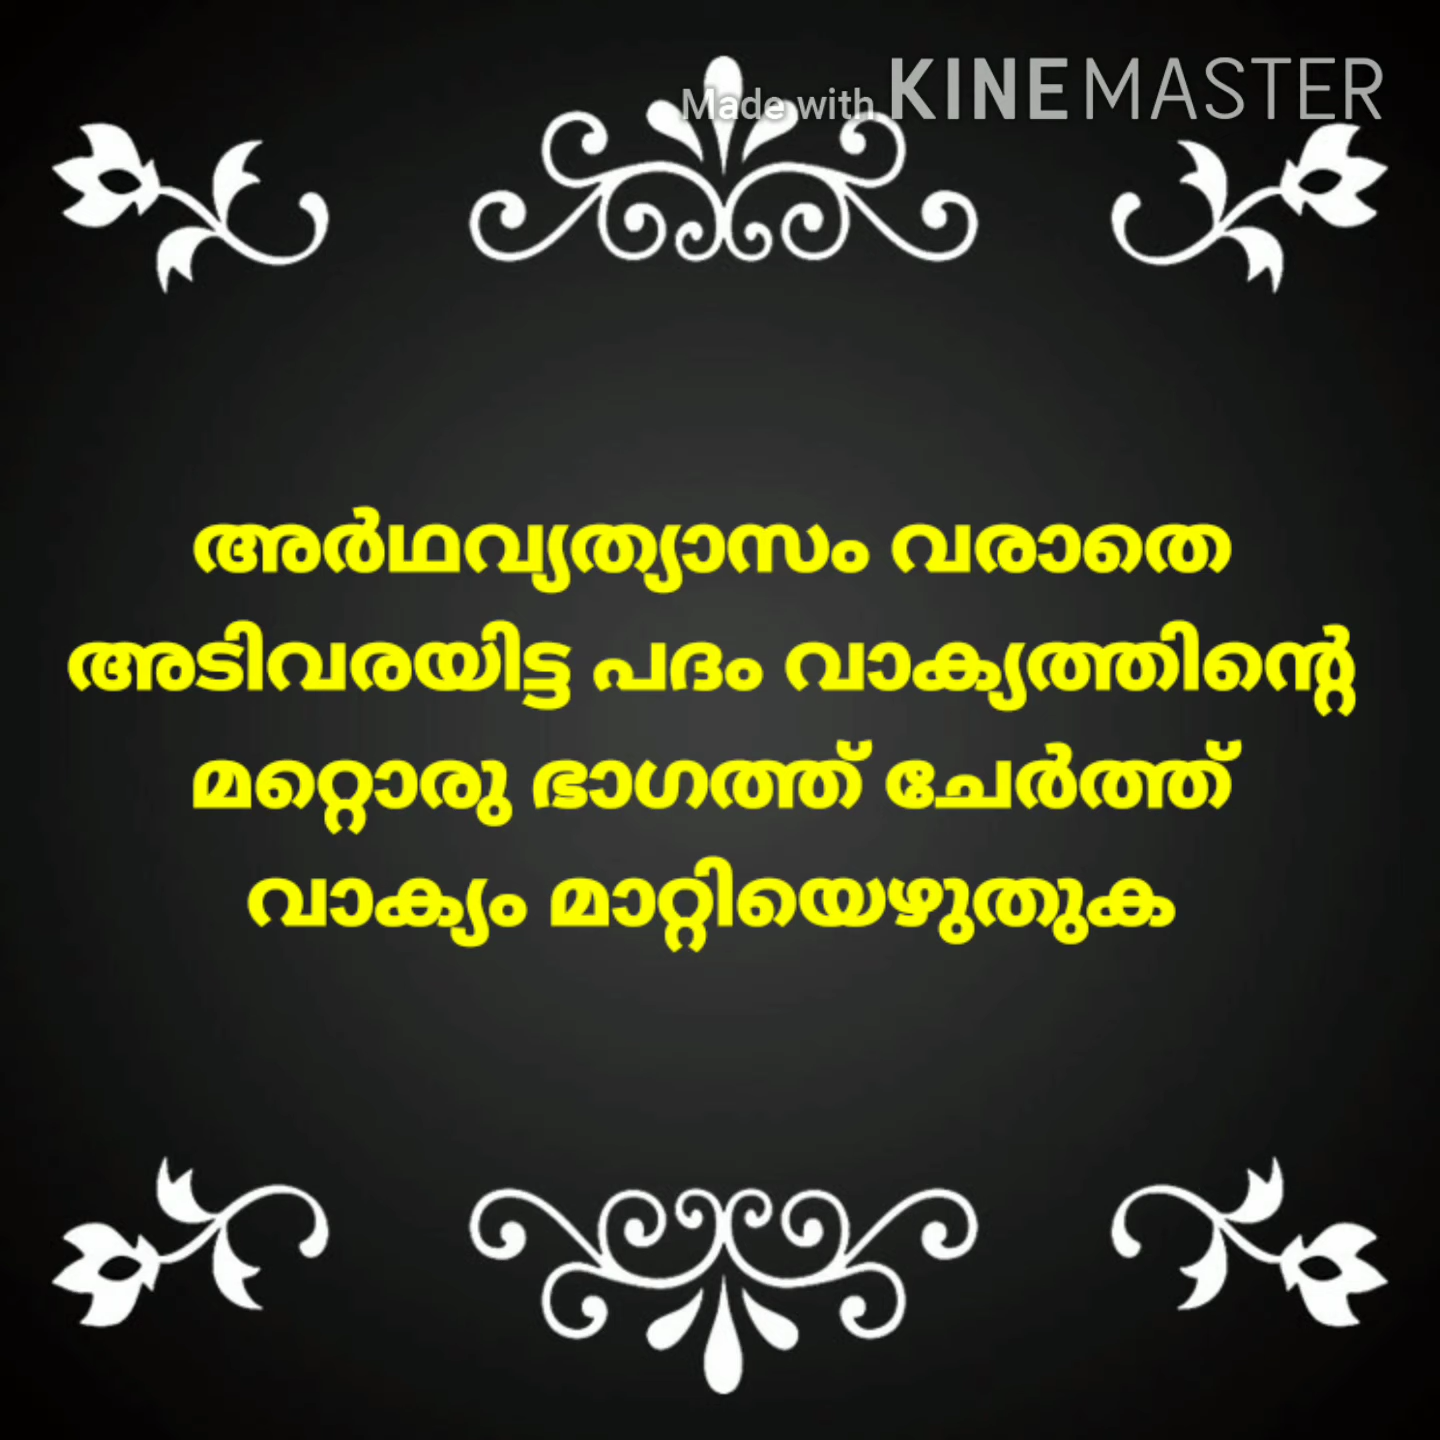 Made with KINEMASTER
അർഥവ്യത്യാസം വരാതെ
അടിവരയിട്ട പദം വാക്യത്തിന്റെ
മറ്റൊരു ഭാഗത്ത് ചേർത്ത്
വാക്യം മാറ്റിയെഴുതുക